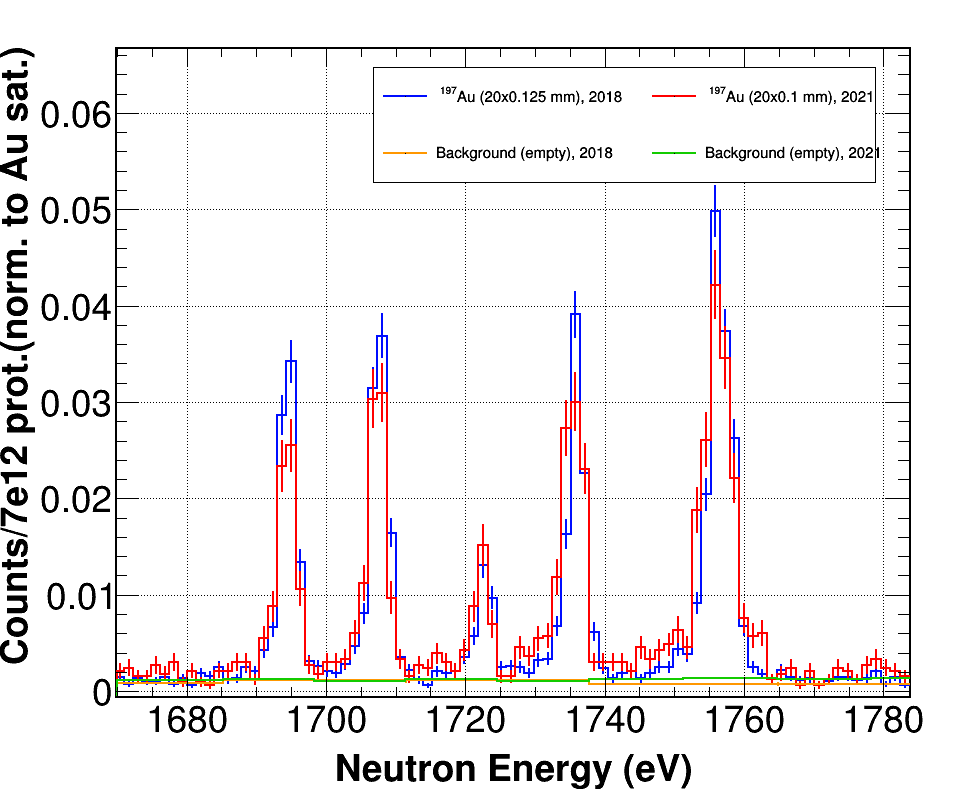 Counts/7e12 prot.(norm. to Au sat.)
0.06
0.05
0.04
0.03
0.02
0.01
0
¹⁹⁷Au (20x0.125 mm), 2018
¹⁹⁷Au (20x0.1 mm), 2021
Background (empty), 2018
Background (empty), 2021
1680 1700 1720 1740 1760 1780
Neutron Energy (eV)